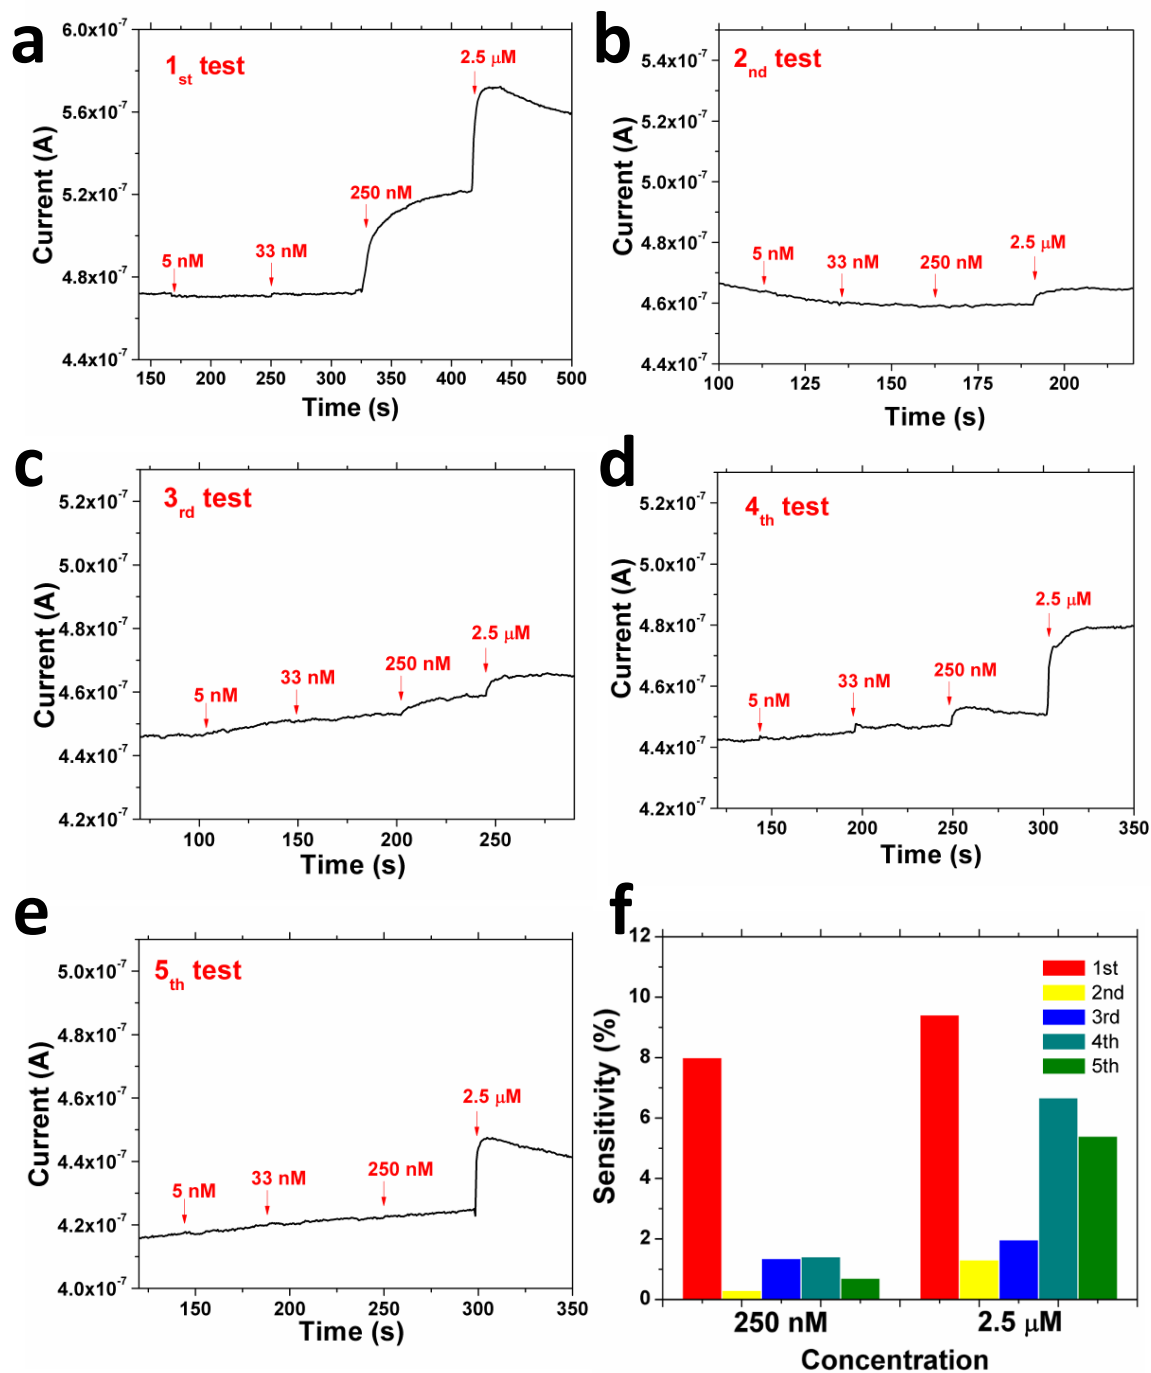 a
1st test
6.0x10-7
5.6x10-7
5.2x10-7
4.8x10-7
4.4x10-7
Current (A)
5 nM
33 nM
250 nM
2.5 μM
150 200 250 300 350 400 450 500
Time (s)
b
2nd test
5.4x10-7
5.2x10-7
5.0x10-7
4.8x10-7
4.6x10-7
4.4x10-7
Current (A)
5 nM
33 nM
250 nM
2.5 μM
100 125 150 175 200
Time (s)
c
3rd test
5.2x10-7
5.0x10-7
4.8x10-7
4.6x10-7
4.4x10-7
4.2x10-7
Current (A)
5 nM
33 nM
250 nM
2.5 μM
100 150 200 250
Time (s)
d
4th test
5.2x10-7
5.0x10-7
4.8x10-7
4.6x10-7
4.4x10-7
4.2x10-7
Current (A)
5 nM
33 nM
250 nM
2.5 μM
150 200 250 300 350
Time (s)
e
5th test
5.0x10-7
4.8x10-7
4.6x10-7
4.4x10-7
4.2x10-7
4.0x10-7
Current (A)
5 nM
33 nM
250 nM
2.5 μM
150 200 250 300 350
Time (s)
f
12
10
8
6
4
2
0
Sensitivity (%)
1st
2nd
3rd
4th
5th
250 nM 2.5 μM
Concentration